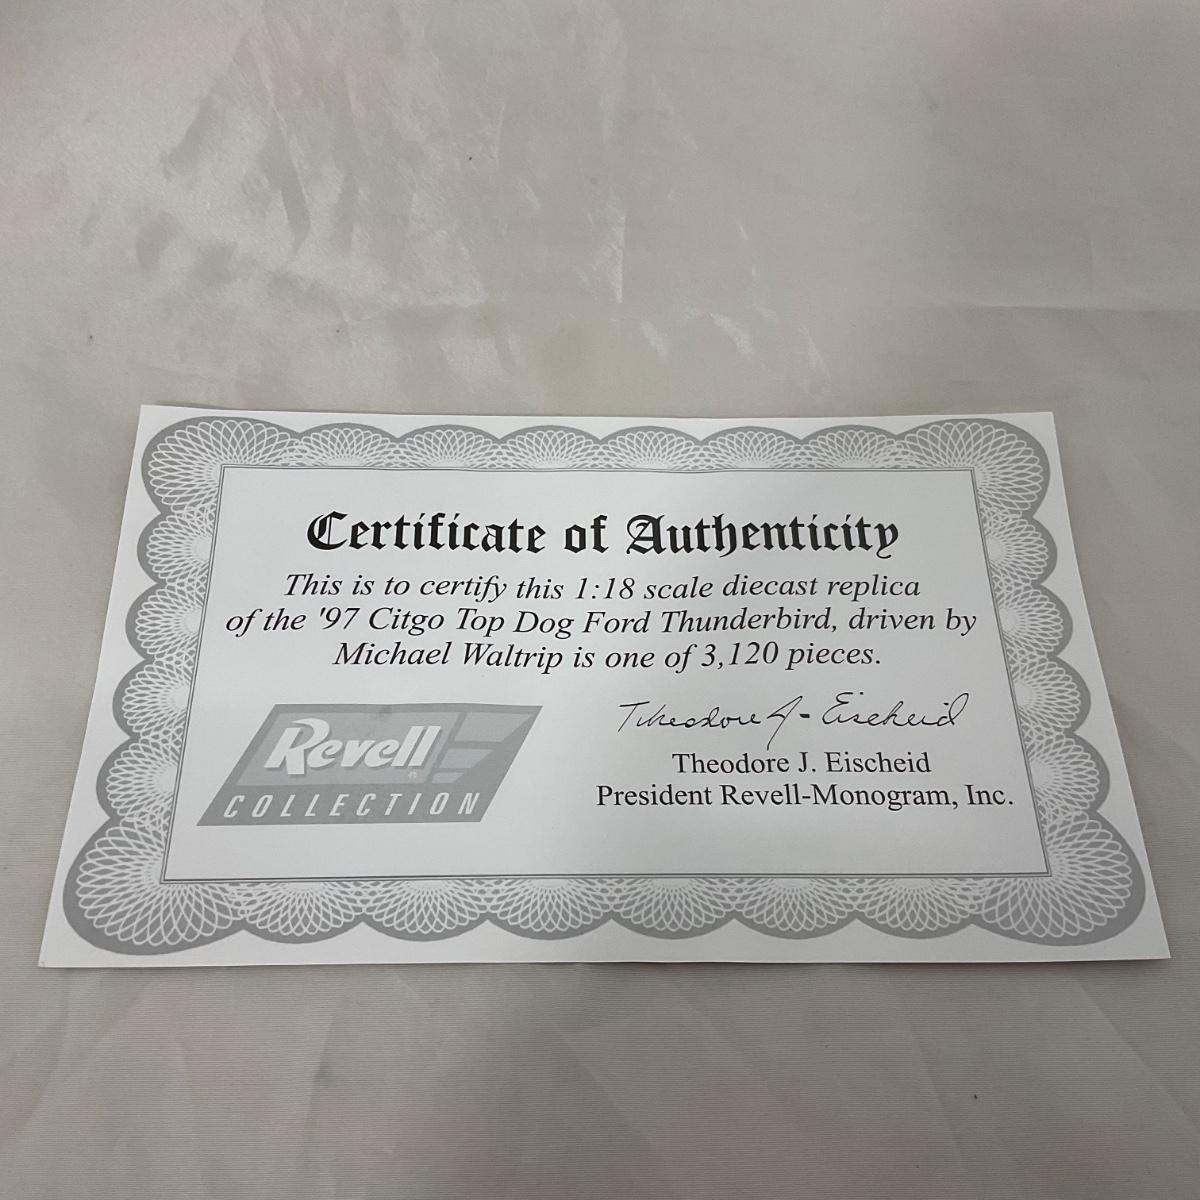 Certificate of Authenticity
This is to certify this 1:18 scale diecast replica
of the '97 Citgo Top Dog Ford Thunderbird, driven by
Michael Waltrip is one of 3,120 pieces.
Revell®
COLLECTION
Theodore J. Eischeid
Theodore J. Eischeid
President Revell-Monogram, Inc.